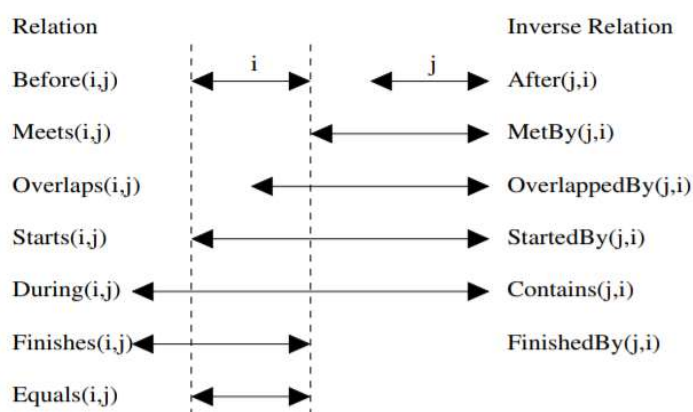 Relation Inverse Relation
Before(i,j) i j After(j,i)
Meets(i,j) MetBy(j,i)
Overlaps(i,j) OverlappedBy(j,i)
Starts(i,j) StartedBy(j,i)
During(i,j) Contains(j,i)
Finishes(i,j) FinishedBy(j,i)
Equals(i,j)